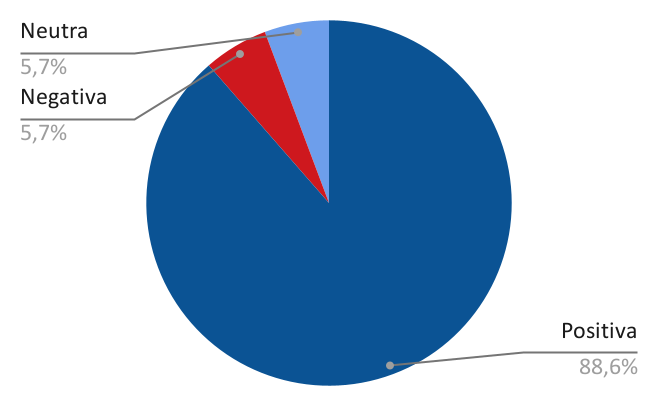 Neutra
5,7%
Negativa
5,7%
Positiva
88,6%